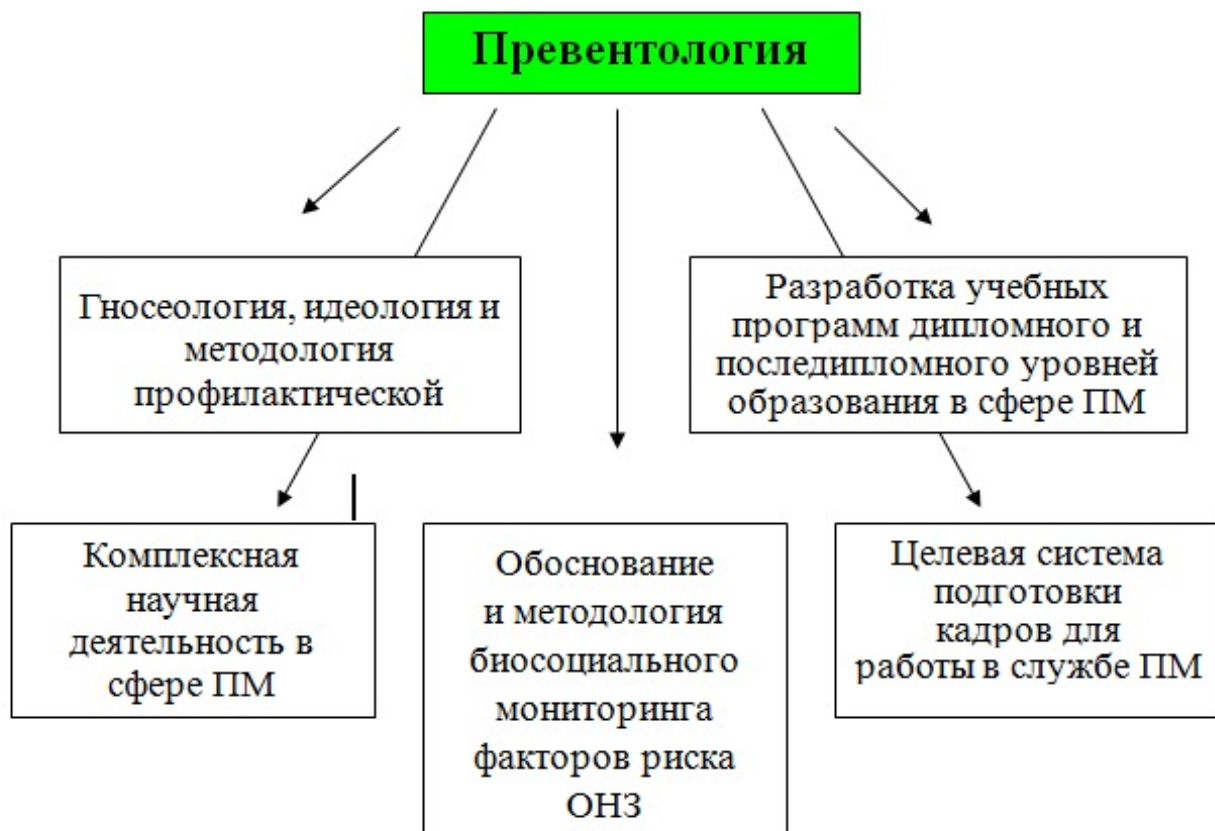 Превентология
Гносеология, идеология и
методология
профилактической
Разработка учебных
программ дипломного и
последипломного уровней
образования в сфере ПМ
Комплексная
научная
деятельность в
сфере ПМ
Обоснование
и методология
биосоциального
мониторинга
факторов риска
ОНЗ
Целевая система
подготовки
кадров для
работы в службе ПМ